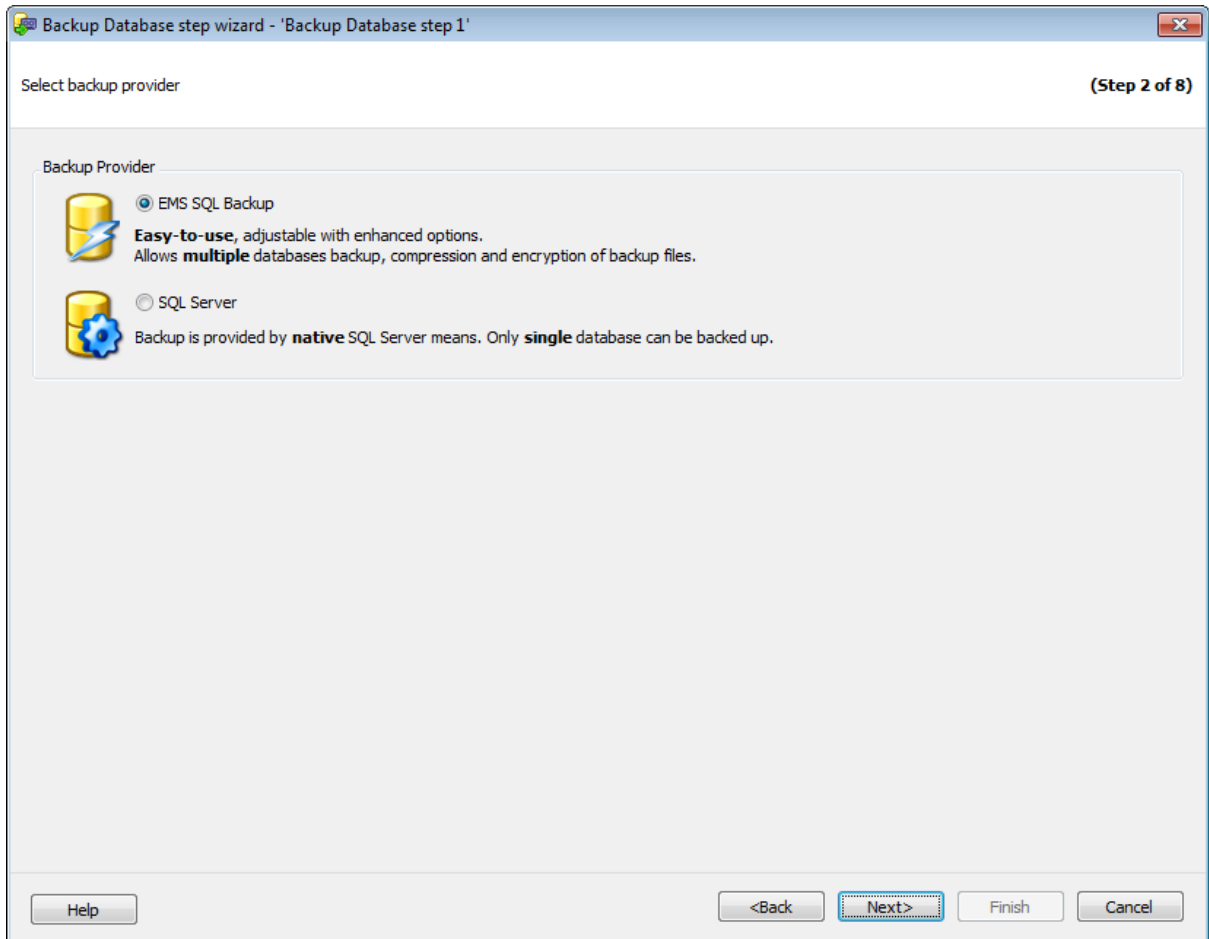 Backup Database step wizard - 'Backup Database step 1'
Select backup provider
(Step 2 of 8)
Backup Provider
EMS SQL Backup
Easy-to-use, adjustable with enhanced options.
Allows multiple databases backup, compression and encryption of backup files.
SQL Server
Backup is provided by native SQL Server means. Only single database can be backed up.
Help
<Back
Next>
Finish
Cancel